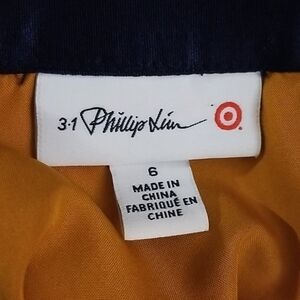 3.1 Phillip Lim
6
MADE IN
CHINA
FABRIQUÉ EN
CHINE